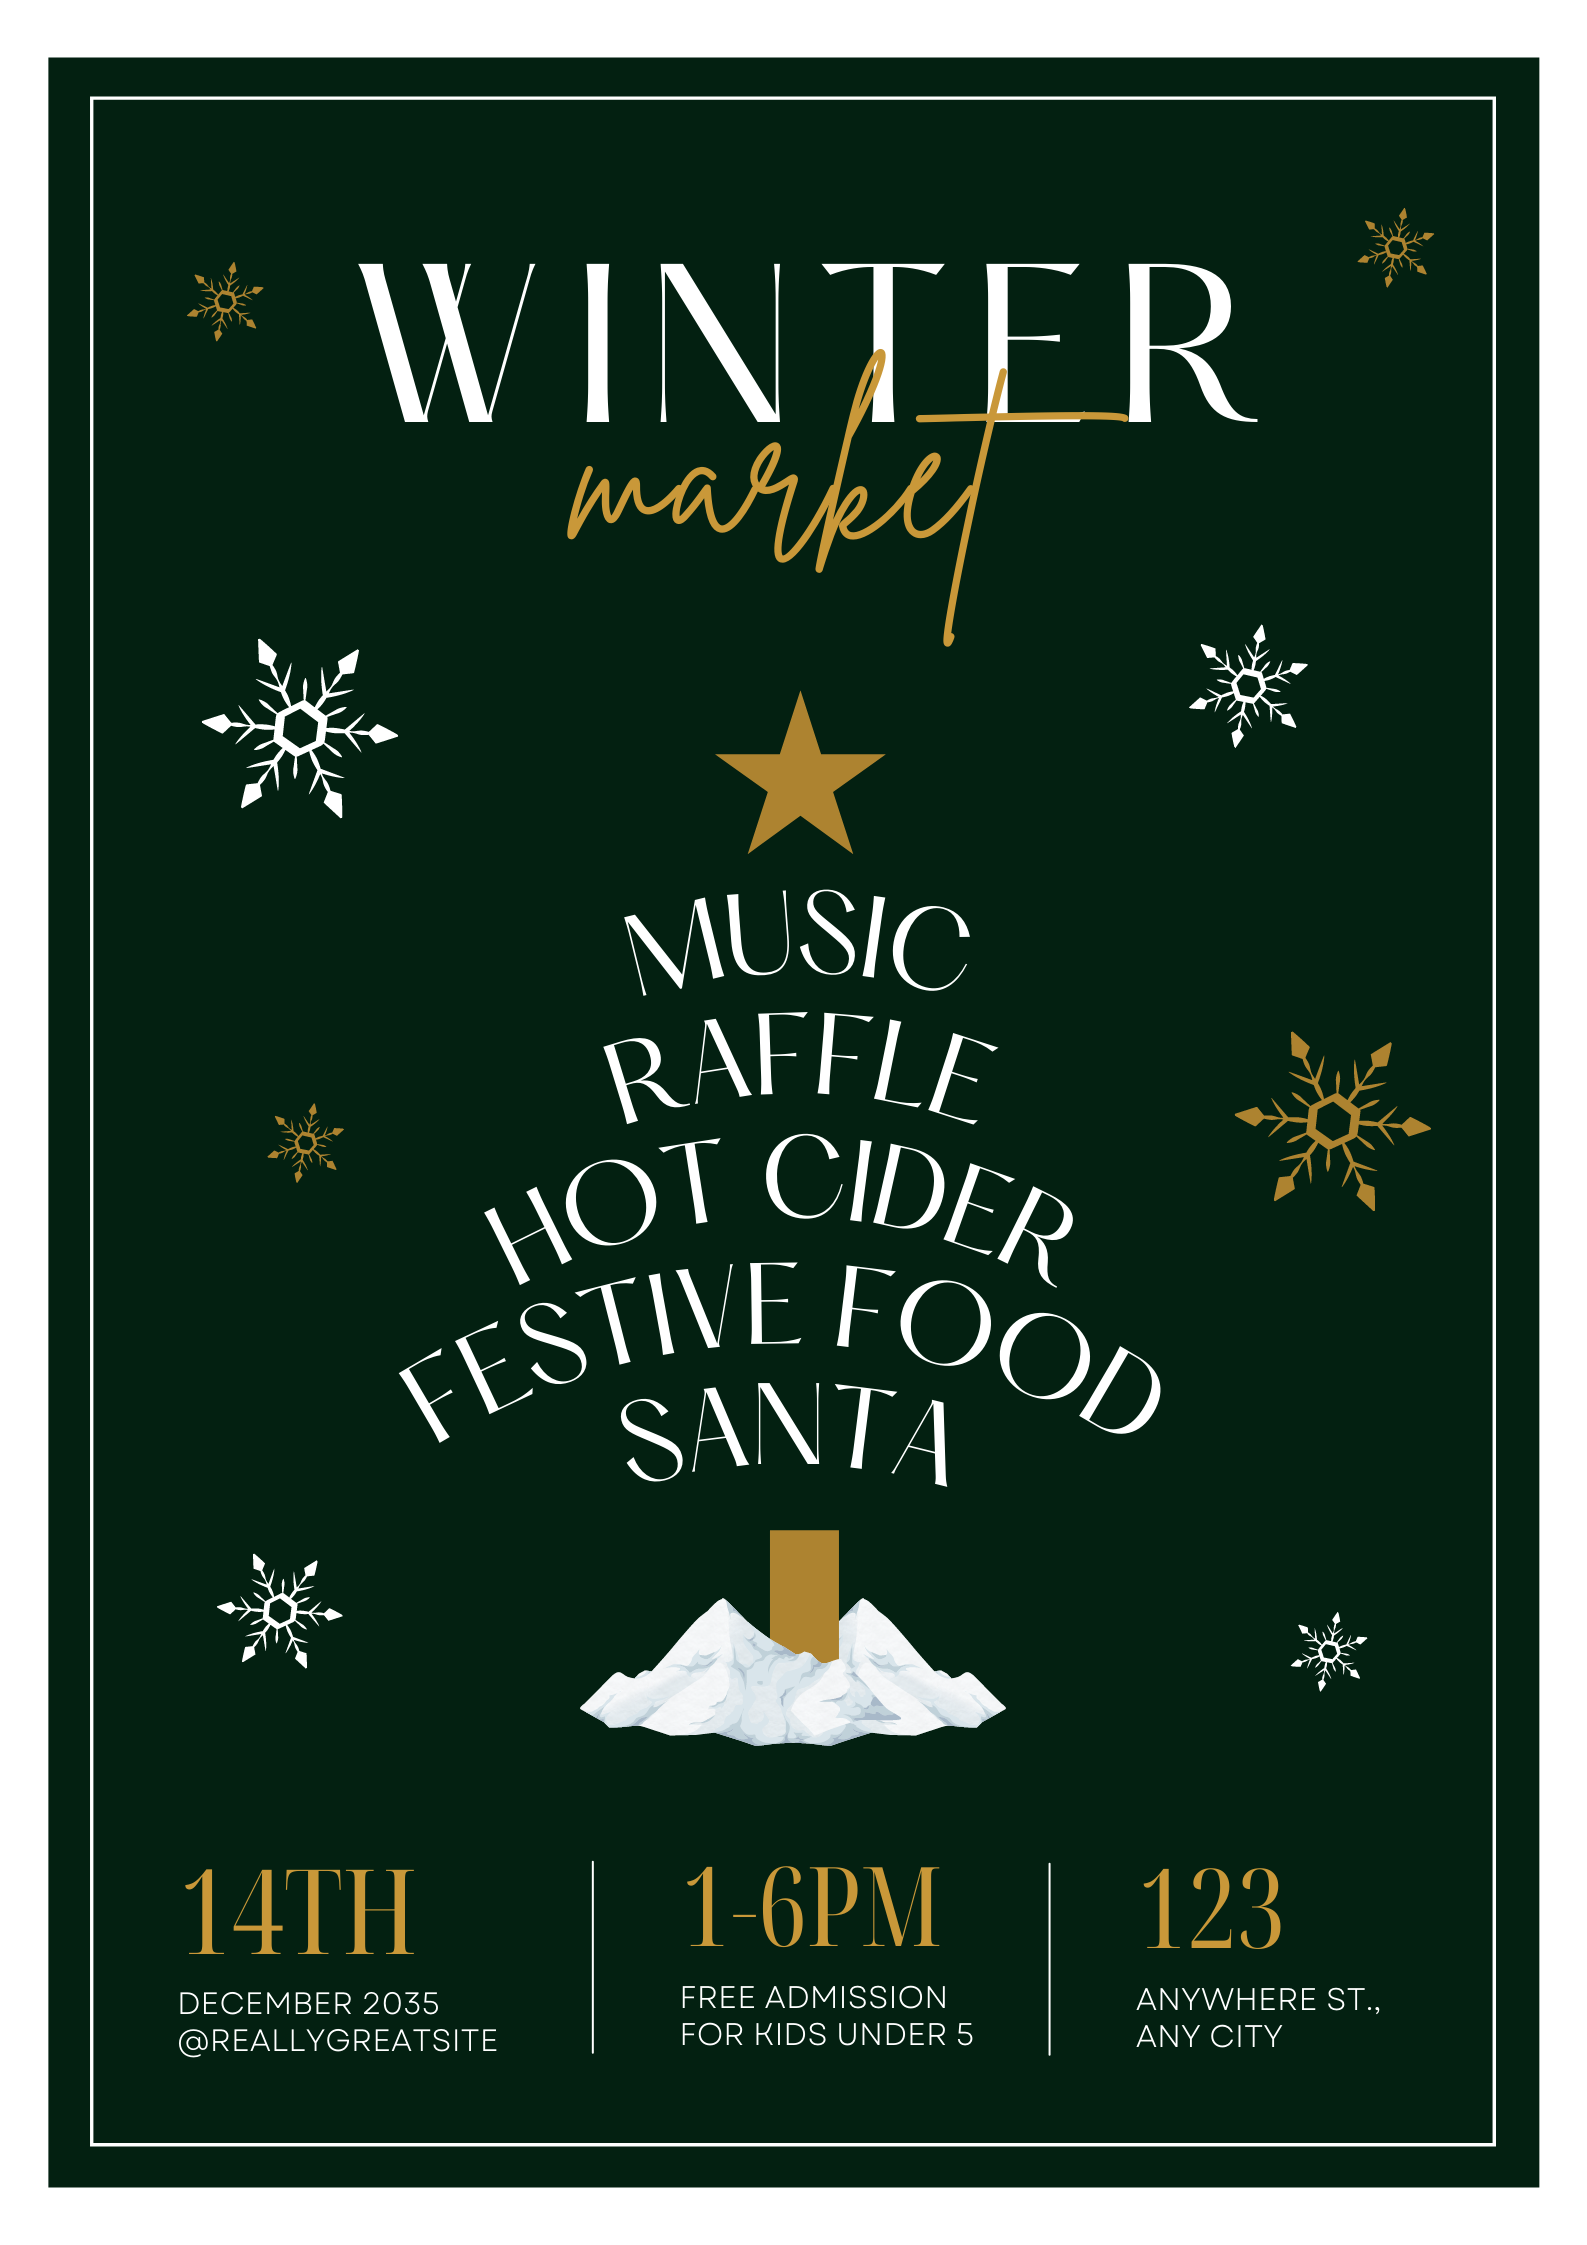 WINTER
market
MUSIC
RAFFLE
HOT CIDER
FESTIVE FOOD
SANTA
14TH
DECEMBER 2035
@REALLYGREATSITE
1-6PM
FREE ADMISSION
FOR KIDS UNDER 5
123
ANYWHERE ST.,
ANY CITY